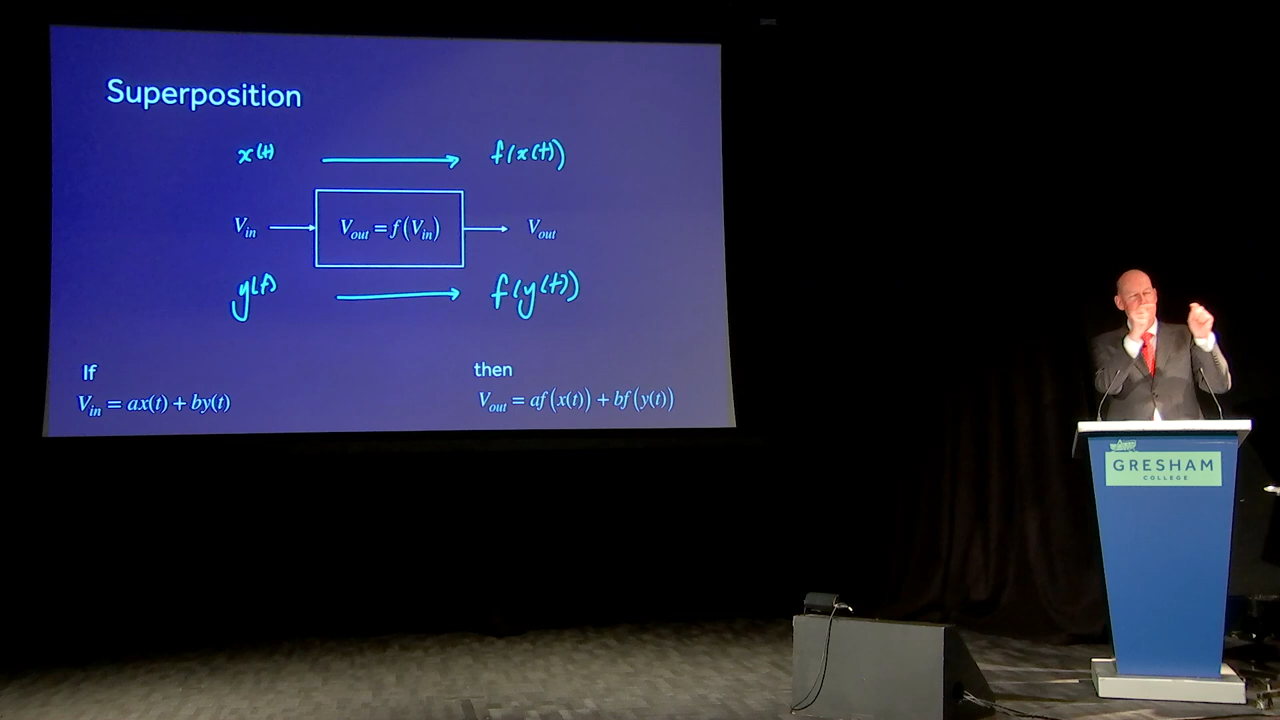 Superposition
x(t) f(x(t))
V_in V_out = f(V_in) V_out
y(t) f(y(t))
If then
V_in = ax(t) + by(t) V_out = af(x(t)) + bf(y(t))
GRESHAM
COLLEGE